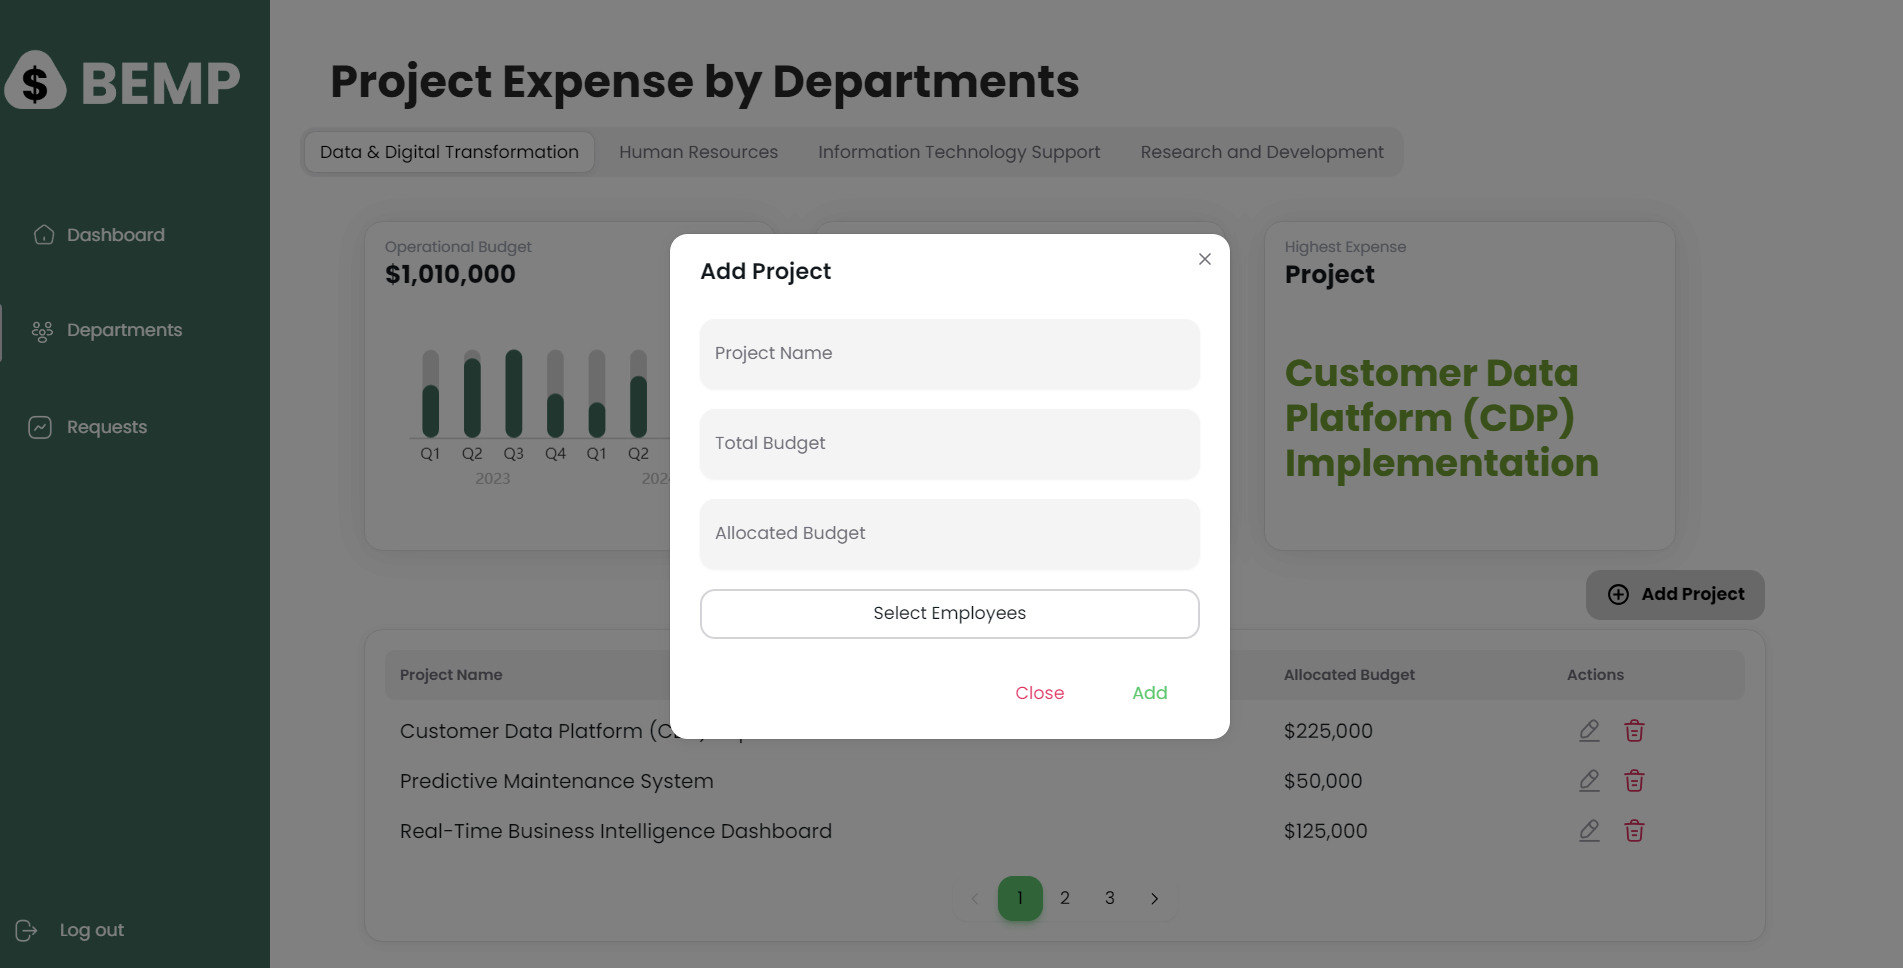 $ BEMP
Dashboard
Departments
Requests
Log out
Project Expense by Departments
Data & Digital Transformation Human Resources Information Technology Support Research and Development
Operational Budget
$1,010,000
Q1 Q2 Q3 Q4 Q1 Q2
2023
Highest Expense
Project
Customer Data
Platform (CDP)
Implementation
Add Project
Project Name
Total Budget
Allocated Budget
Select Employees
Close Add
Add Project
Project Name Allocated Budget Actions
Customer Data Platform $225,000
Predictive Maintenance System $50,000
Real-Time Business Intelligence Dashboard $125,000
1 2 3